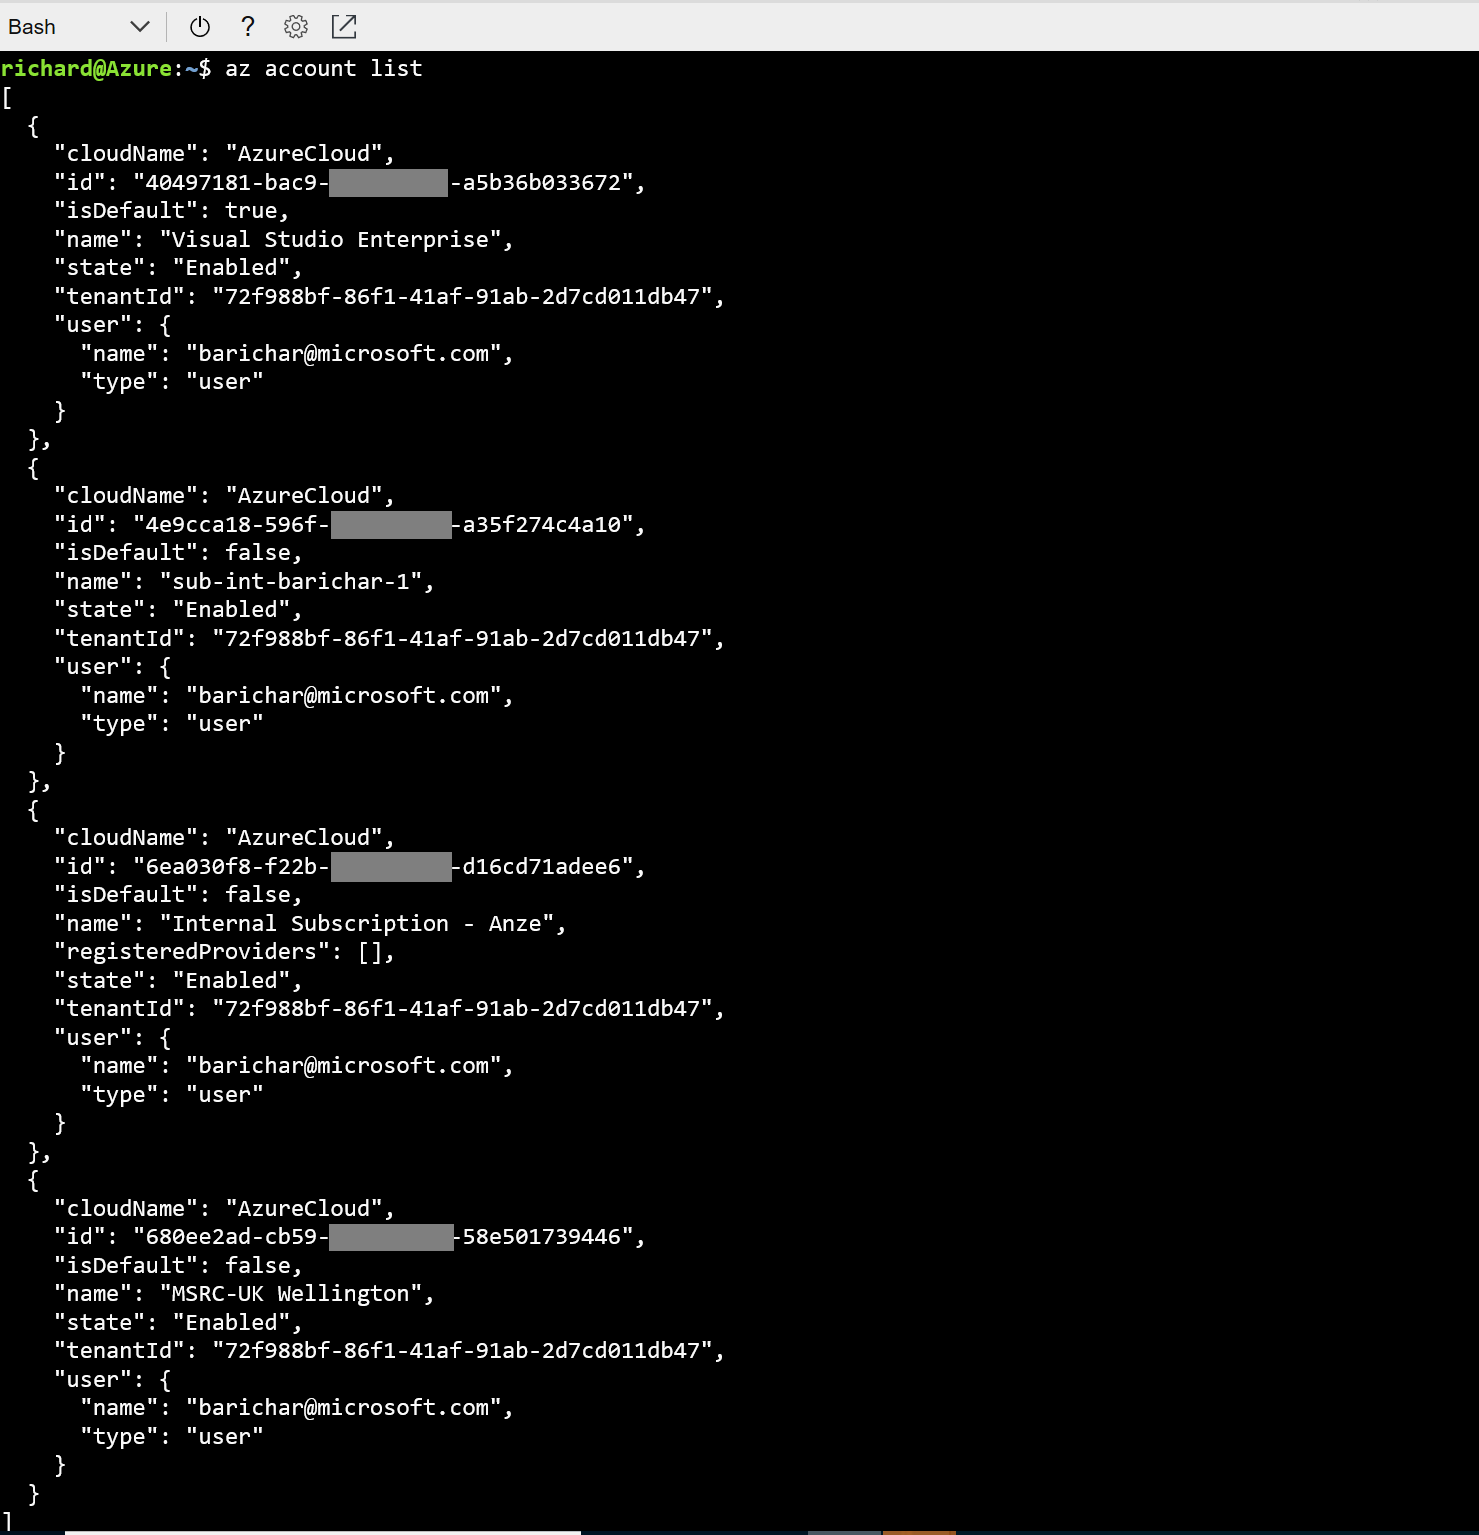 Bash
?
richard@Azure:~$ az account list
[
  {
    "cloudName": "AzureCloud",
    "id": "40497181-bac9- -a5b36b033672",
    "isDefault": true,
    "name": "Visual Studio Enterprise",
    "state": "Enabled",
    "tenantId": "72f988bf-86f1-41af-91ab-2d7cd011db47",
    "user": {
      "name": "barichar@microsoft.com",
      "type": "user"
    }
  },
  {
    "cloudName": "AzureCloud",
    "id": "4e9cca18-596f- -a35f274c4a10",
    "isDefault": false,
    "name": "sub-int-barichar-1",
    "state": "Enabled",
    "tenantId": "72f988bf-86f1-41af-91ab-2d7cd011db47",
    "user": {
      "name": "barichar@microsoft.com",
      "type": "user"
    }
  },
  {
    "cloudName": "AzureCloud",
    "id": "6ea030f8-f22b- -d16cd71adee6",
    "isDefault": false,
    "name": "Internal Subscription - Anze",
    "registeredProviders": [],
    "state": "Enabled",
    "tenantId": "72f988bf-86f1-41af-91ab-2d7cd011db47",
    "user": {
      "name": "barichar@microsoft.com",
      "type": "user"
    }
  },
  {
    "cloudName": "AzureCloud",
    "id": "680ee2ad-cb59- -58e501739446",
    "isDefault": false,
    "name": "MSRC-UK Wellington",
    "state": "Enabled",
    "tenantId": "72f988bf-86f1-41af-91ab-2d7cd011db47",
    "user": {
      "name": "barichar@microsoft.com",
      "type": "user"
    }
  }
]